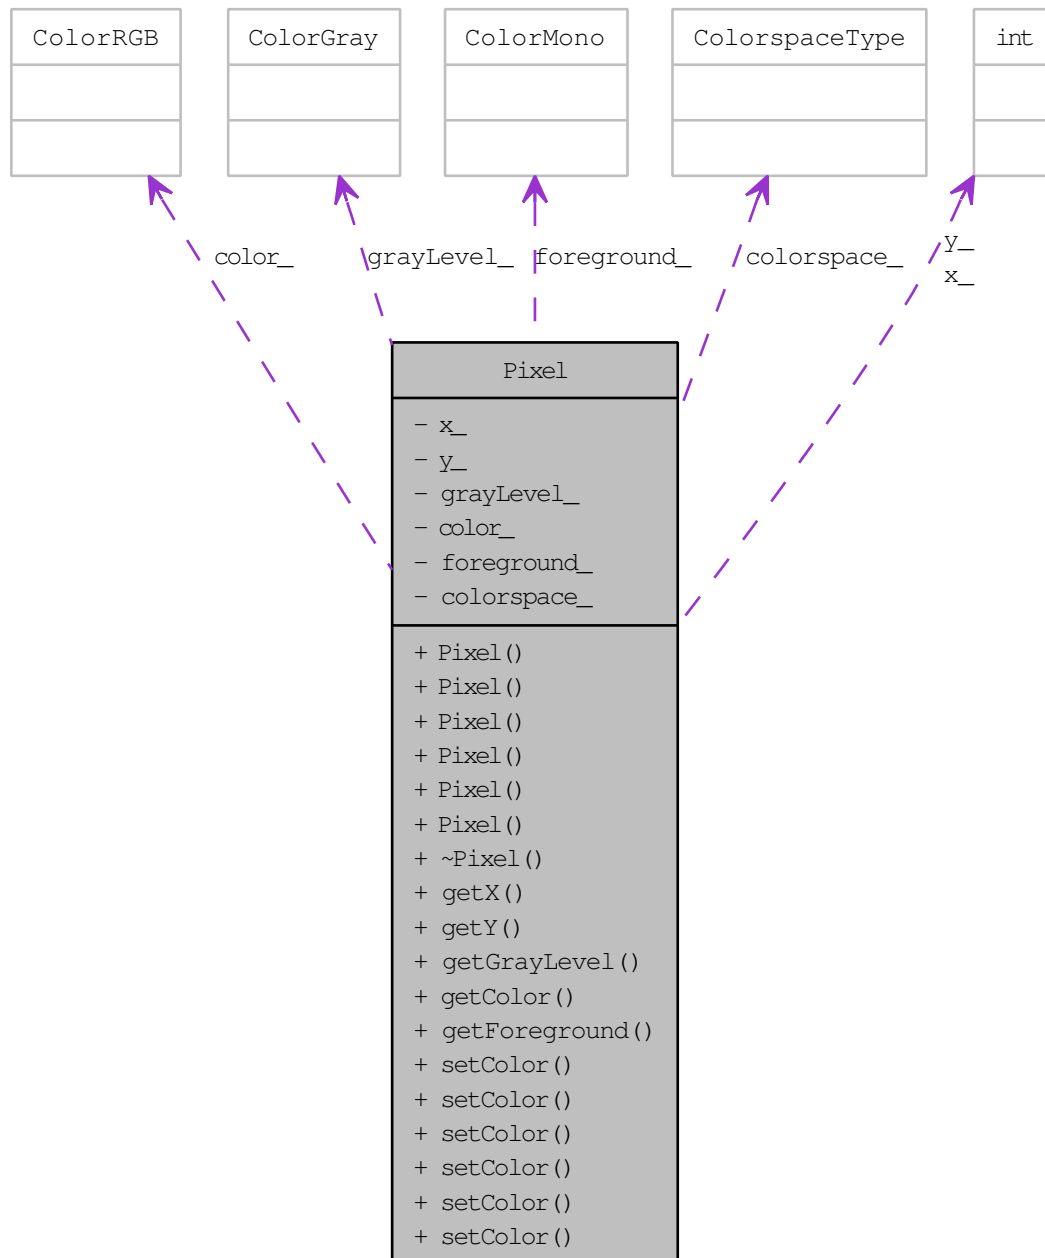 ColorRGB
ColorGray
ColorMono
ColorspaceType
int
color_
grayLevel_
foreground_
colorspace_
y_
x_
Pixel
- x_
- y_
- grayLevel_
- color_
- foreground_
- colorspace_
+ Pixel()
+ Pixel()
+ Pixel()
+ Pixel()
+ Pixel()
+ Pixel()
+ ~Pixel()
+ getX()
+ getY()
+ getGrayLevel()
+ getColor()
+ getForeground()
+ setColor()
+ setColor()
+ setColor()
+ setColor()
+ setColor()
+ setColor()